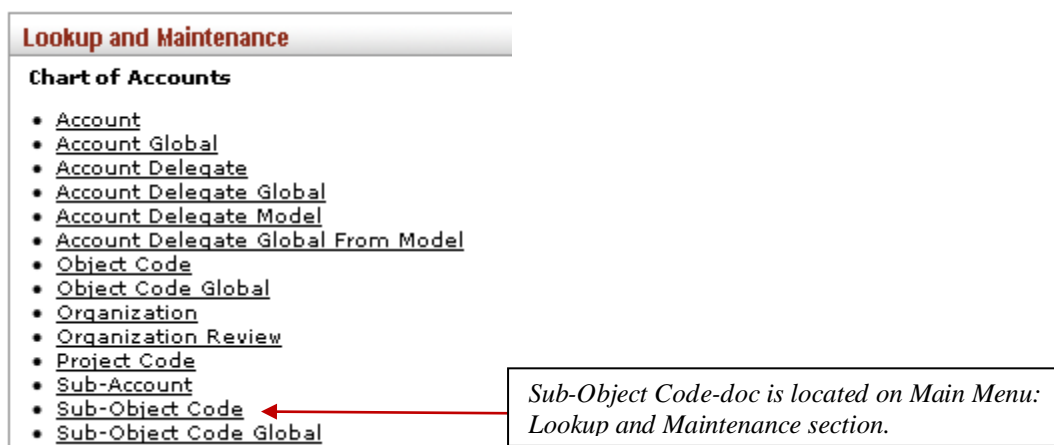 Lookup and Maintenance
Chart of Accounts
• Account
• Account Global
• Account Delegate
• Account Delegate Global
• Account Delegate Model
• Account Delegate Global From Model
• Object Code
• Object Code Global
• Organization
• Organization Review
• Project Code
• Sub-Account
• Sub-Object Code
• Sub-Object Code Global
Sub-Object Code-doc is located on Main Menu:
Lookup and Maintenance section.